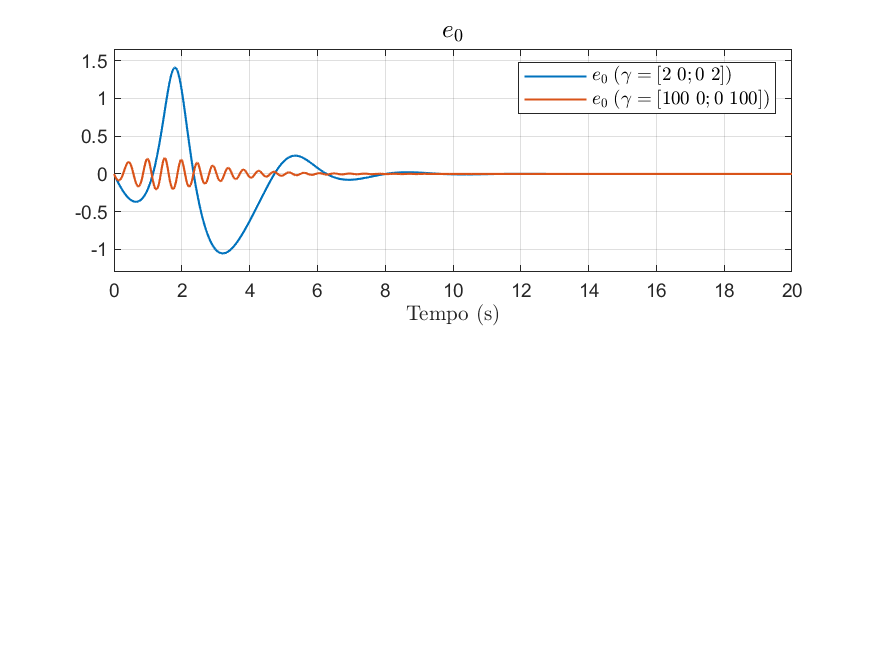 e₀
1.5
1
0.5
0
-0.5
-1
e₀ (γ = [2 0; 0 2])
e₀ (γ = [100 0; 0 100])
0 2 4 6 8 10 12 14 16 18 20
Tempo (s)